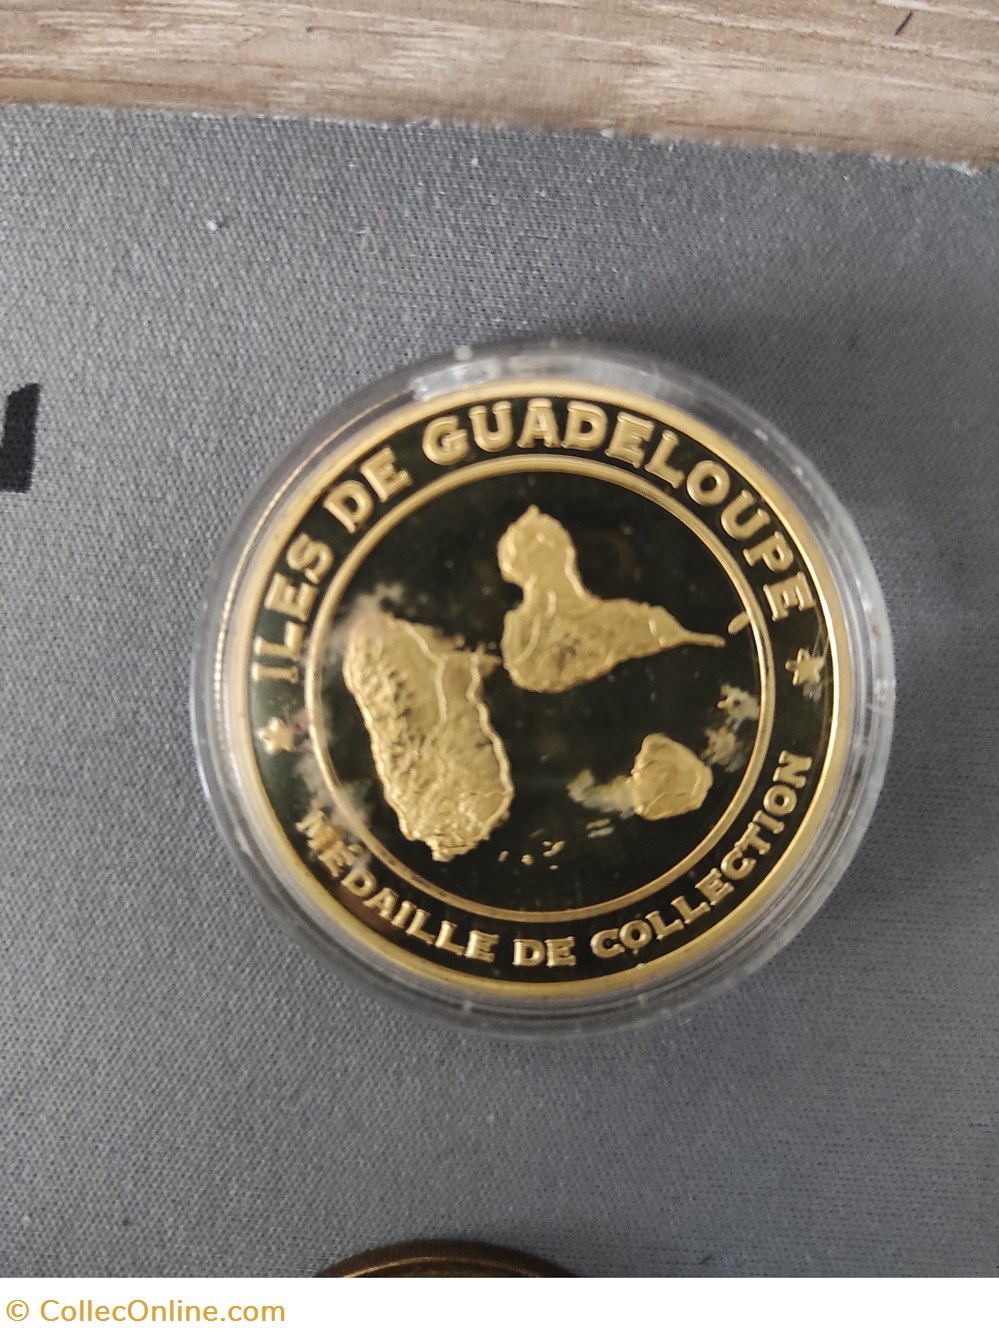 ILES DE GUADELOUPE
MÉDAILLE DE COLLECTION
© CollecOnline.com